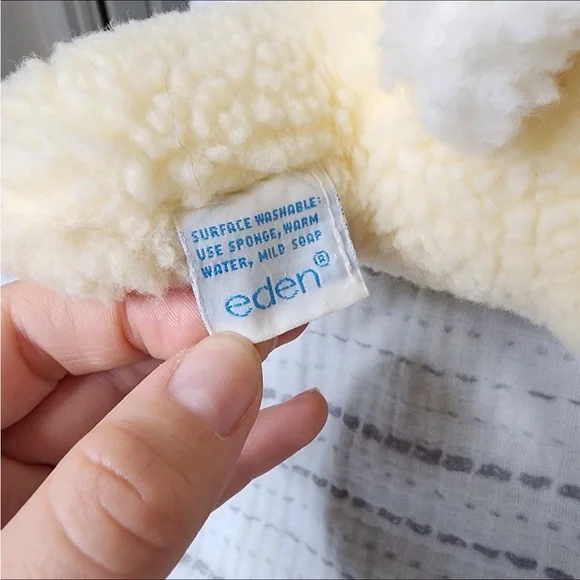 SURFACE WASHABLE:
USE SPONGE, WARM
WATER, MILD SOAP
eden®